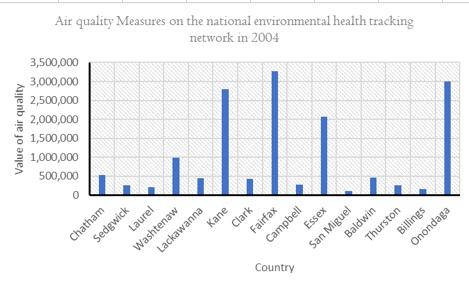 Air quality Measures on the national environmental health tracking
network in 2004
Value of air quality
3,500,000
3,000,000
2,500,000
2,000,000
1,500,000
1,000,000
500,000
0
Chatham
Sedgwick
Laurel
Washtenaw
Lackawanna
Kane
Clark
Fairfax
Campbell
Essex
San Miguel
Baldwin
Thurston
Billings
Onondaga
Country